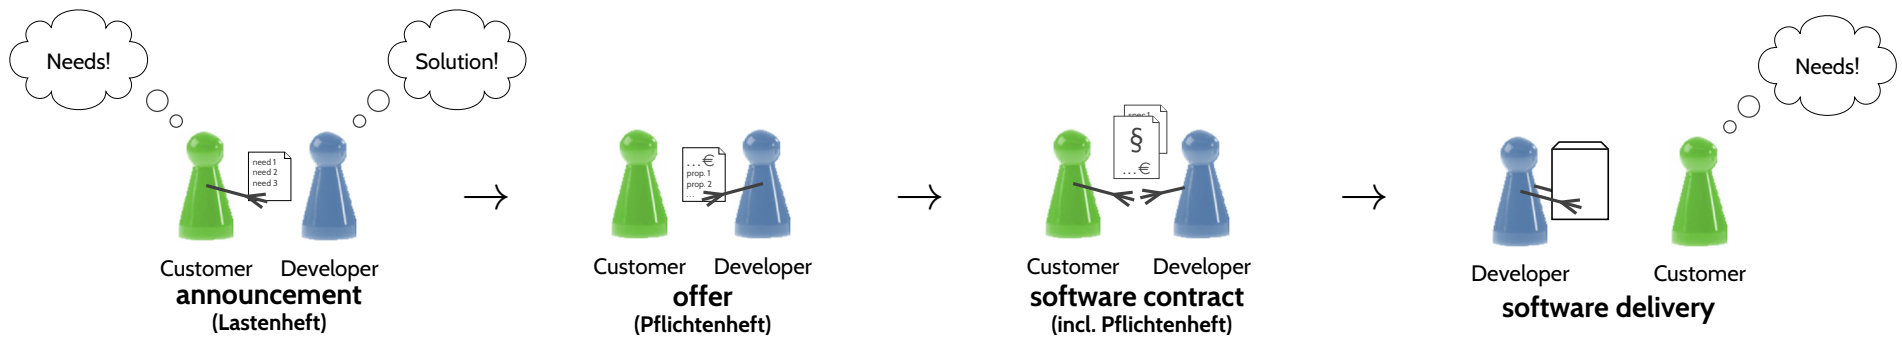 Needs!
Solution!
need 1
need 2
need 3
Customer
Developer
announcement
(Lastenheft)
→
...€
prop. 1
prop. 2
...
Customer
Developer
offer
(Pflichtenheft)
→
§
...€
Customer
Developer
software contract
(incl. Pflichtenheft)
→
Needs!
Developer
Customer
software delivery